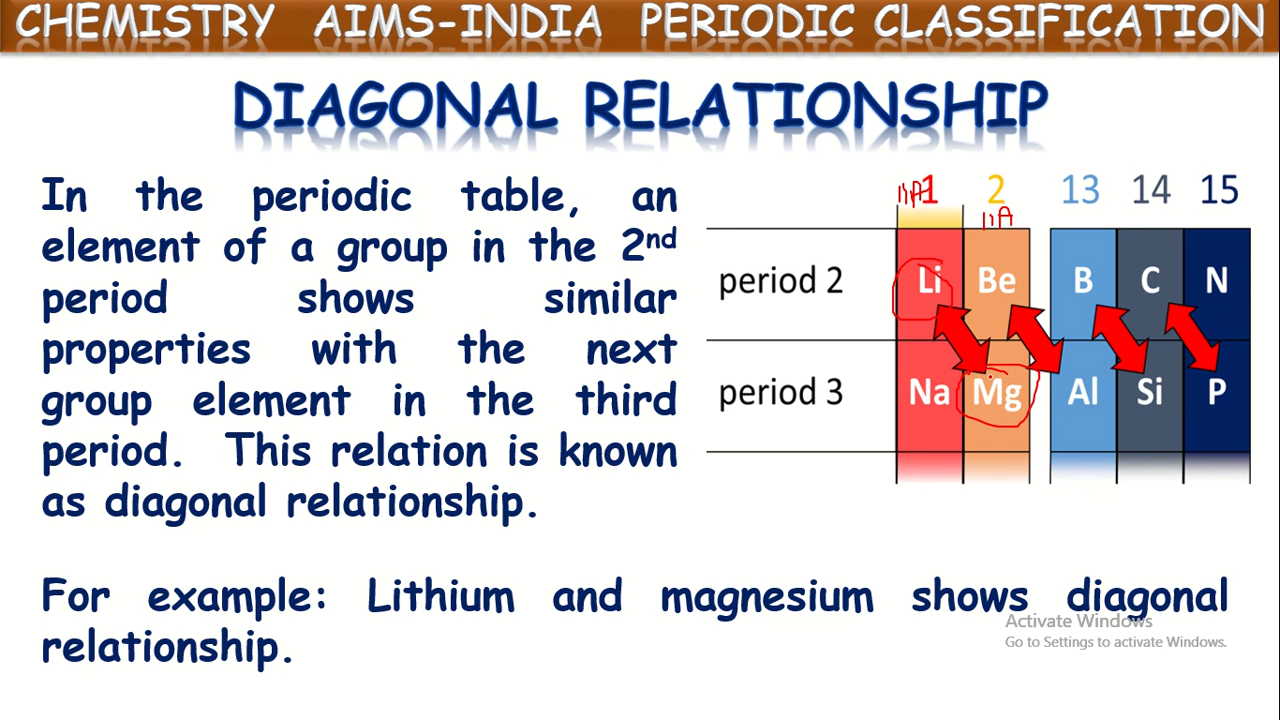 CHEMISTRY AIMS-INDIA PERIODIC CLASSIFICATION
DIAGONAL RELATIONSHIP
In the periodic table, an
element of a group in the 2nd
period shows similar
properties with the next
group element in the third
period. This relation is known
as diagonal relationship.
1 2 13 14 15
IIA
period 2 Li Be B C N
period 3 Na Mg Al Si P
For example: Lithium and magnesium shows diagonal
relationship.
Activate Windows
Go to Settings to activate Windows.